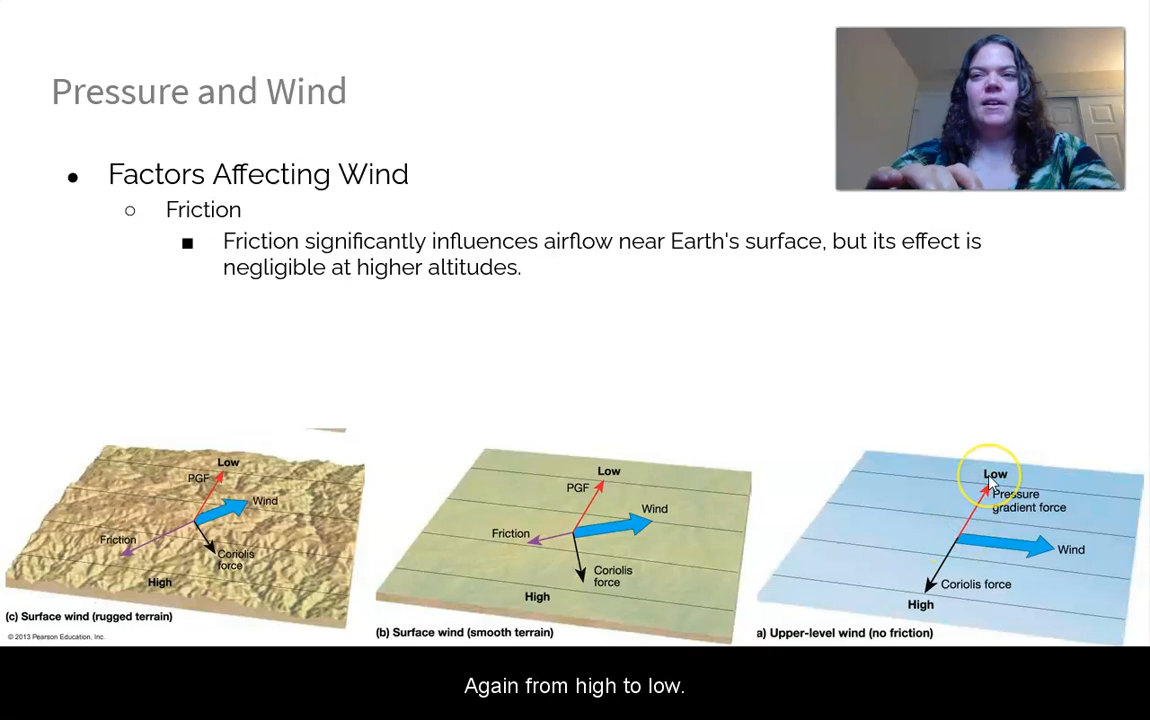 Pressure and Wind
Factors Affecting Wind
Friction
Friction significantly influences airflow near Earth's surface, but its effect is
negligible at higher altitudes.
Low
PGF
Wind
Friction
Coriolis
force
High
(c) Surface wind (rugged terrain)
© 2013 Pearson Education, Inc.
Low
PGF
Wind
Friction
Coriolis
force
High
(b) Surface wind (smooth terrain)
Low
Pressure
gradient force
Wind
Coriolis force
High
a) Upper-level wind (no friction)
Again from high to low.